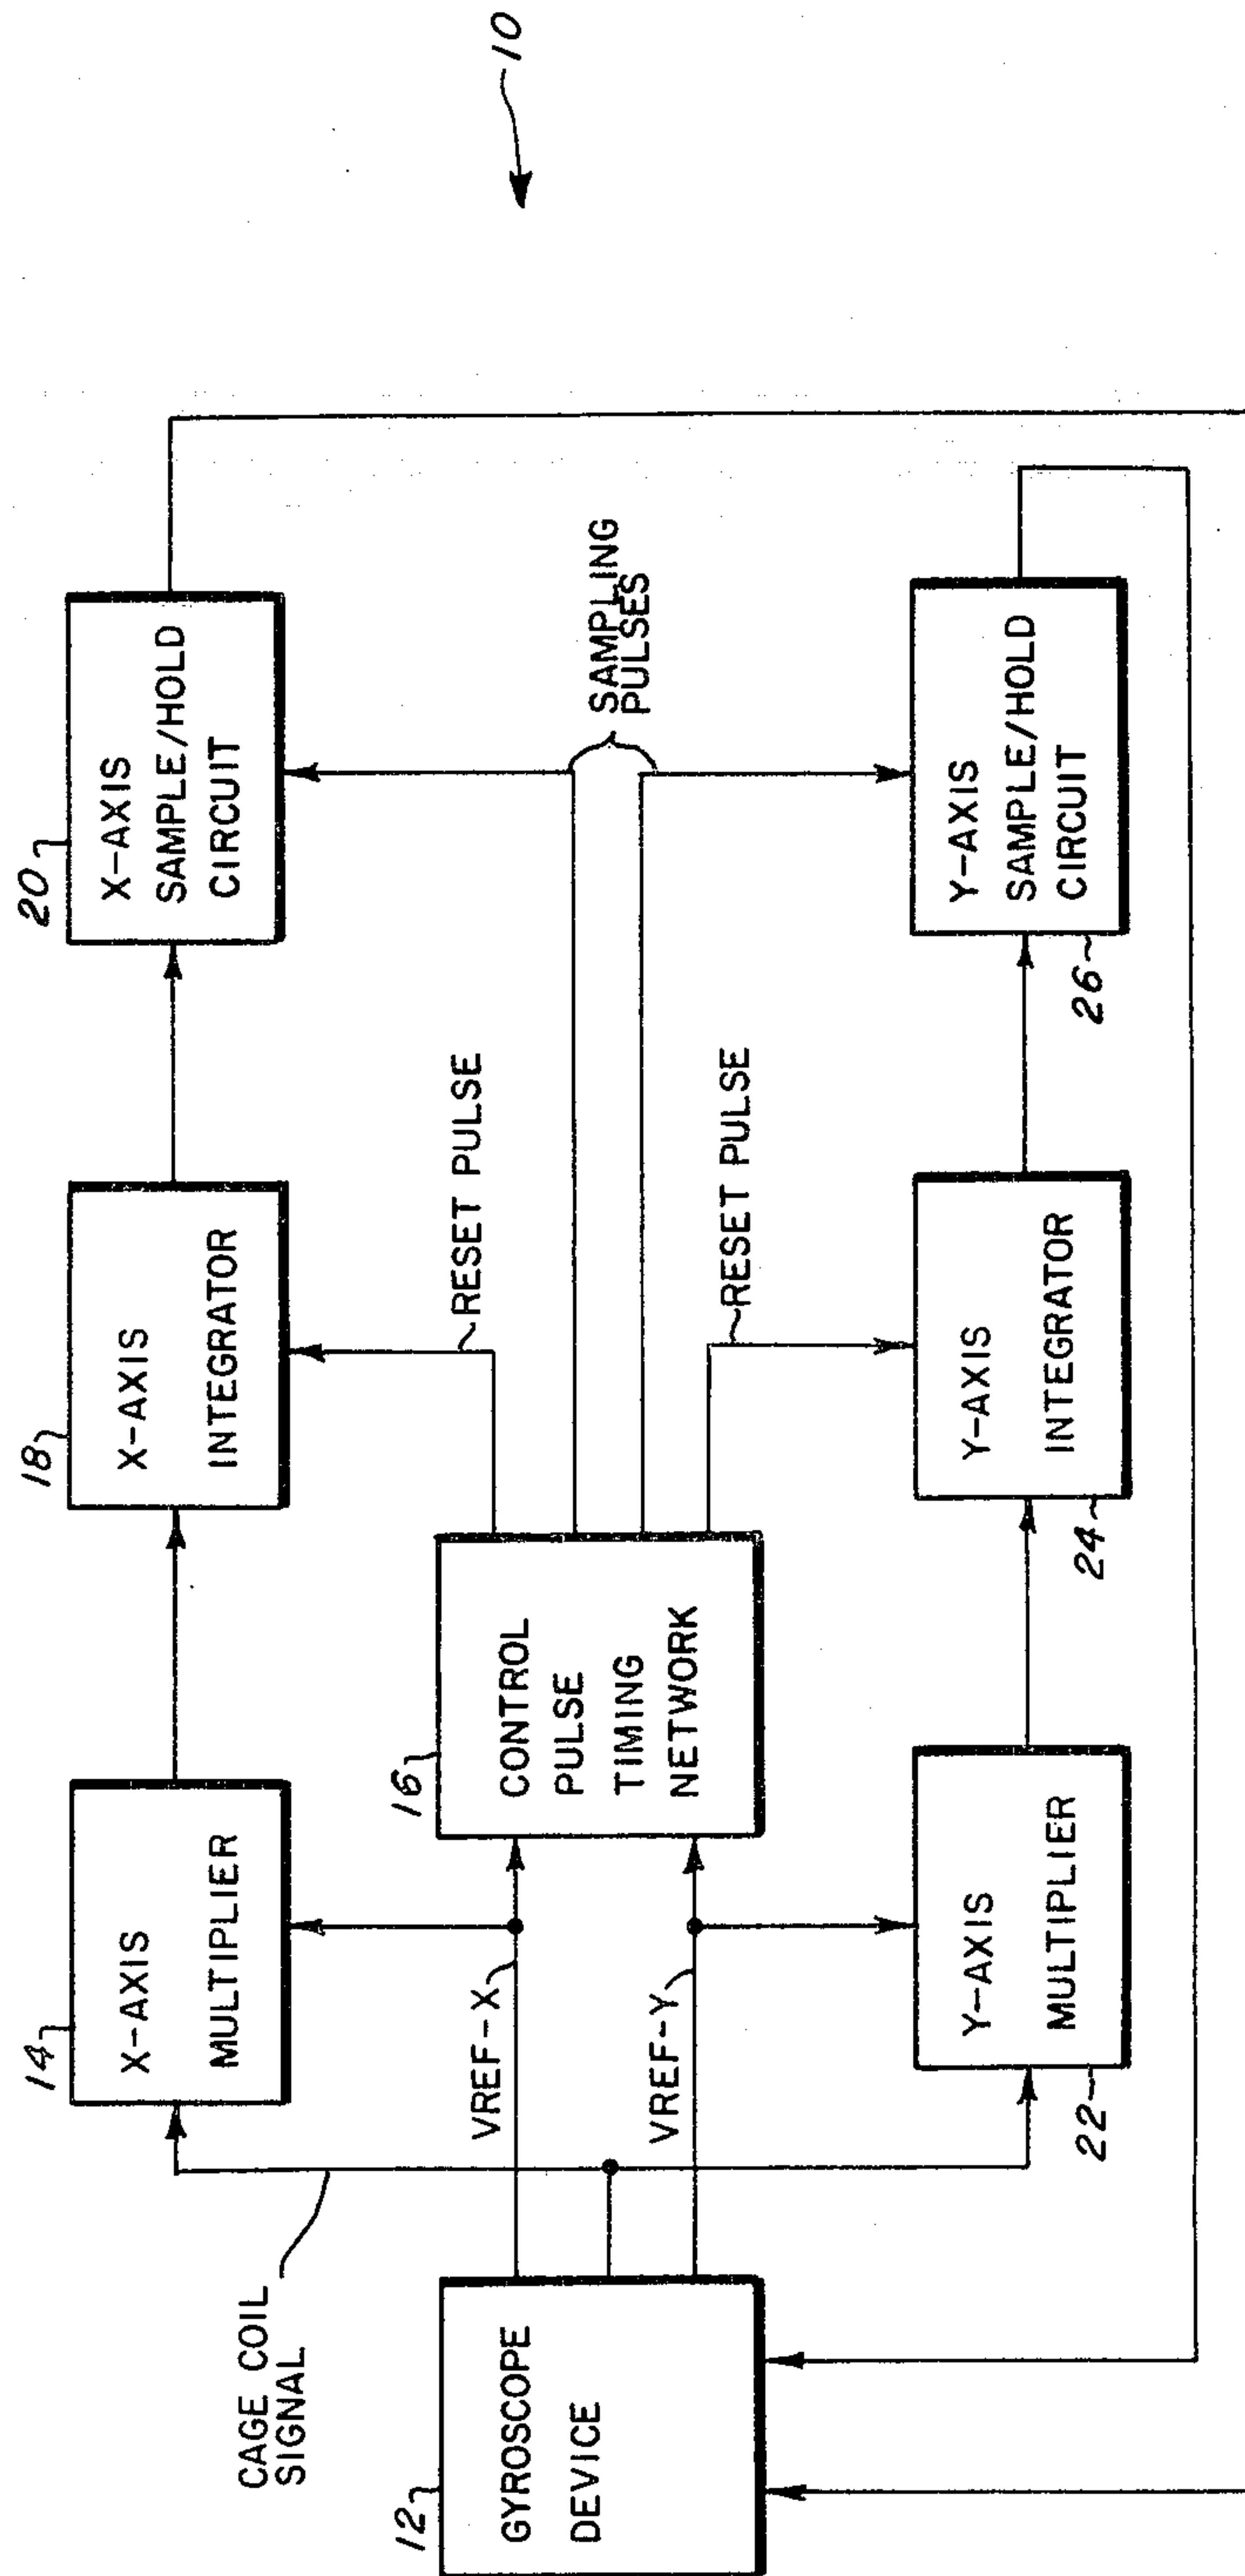 10
20
X-AXIS
SAMPLE/HOLD
CIRCUIT
18
X-AXIS
INTEGRATOR
14
X-AXIS
MULTIPLIER
CAGE COIL
SIGNAL
RESET PULSE
SAMPLING
PULSES
VREF-X
16
CONTROL
PULSE
TIMING
NETWORK
12
GYROSCOPE
DEVICE
VREF-Y
RESET PULSE
Y-AXIS
MULTIPLIER
22
Y-AXIS
INTEGRATOR
24
Y-AXIS
SAMPLE/HOLD
CIRCUIT
26